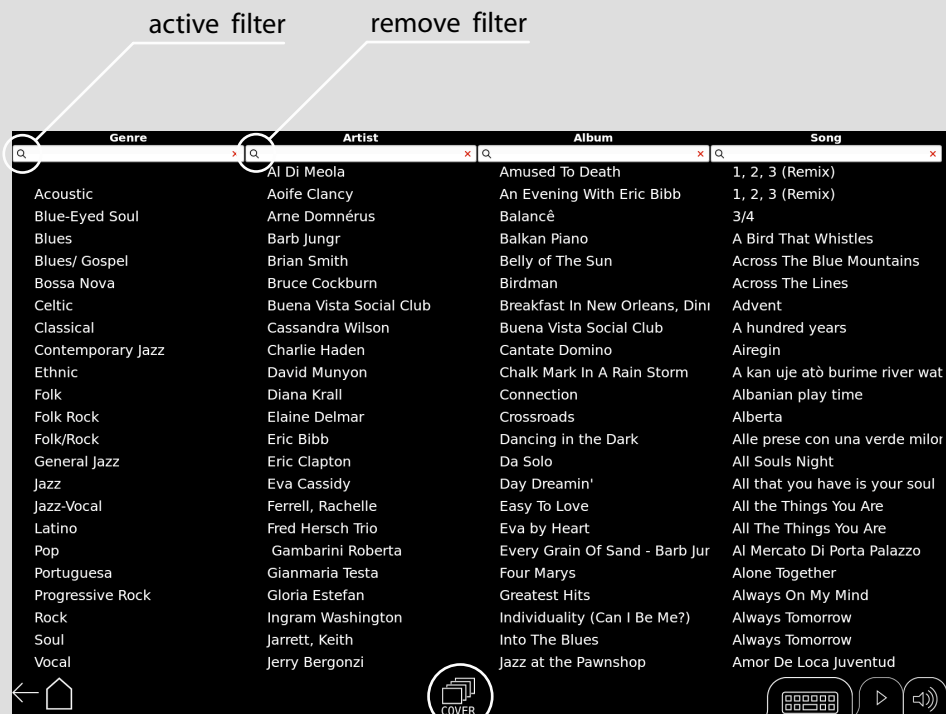 active filter
remove filter
Genre
Artist
Album
Song
Acoustic
Blue-Eyed Soul
Blues
Blues/ Gospel
Bossa Nova
Celtic
Classical
Contemporary Jazz
Ethnic
Folk
Folk Rock
Folk/Rock
General Jazz
Jazz
Jazz-Vocal
Latino
Pop
Portuguesa
Progressive Rock
Rock
Soul
Vocal
Al Di Meola
Aoife Clancy
Arne Domnérus
Barb Jungr
Brian Smith
Bruce Cockburn
Buena Vista Social Club
Cassandra Wilson
Charlie Haden
David Munyon
Diana Krall
Elaine Delmar
Eric Bibb
Eric Clapton
Eva Cassidy
Ferrell, Rachelle
Fred Hersch Trio
Gambarini Roberta
Gianmaria Testa
Gloria Estefan
Ingram Washington
Jarrett, Keith
Jerry Bergonzi
Amused To Death
An Evening With Eric Bibb
Balancê
Balkan Piano
Belly of The Sun
Birdman
Breakfast In New Orleans, Dinn
Buena Vista Social Club
Cantate Domino
Chalk Mark In A Rain Storm
Connection
Crossroads
Dancing in the Dark
Da Solo
Day Dreamin'
Easy To Love
Eva by Heart
Every Grain Of Sand - Barb Jur
Four Marys
Greatest Hits
Individuality (Can I Be Me?)
Into The Blues
Jazz at the Pawnshop
1, 2, 3 (Remix)
1, 2, 3 (Remix)
3/4
A Bird That Whistles
Across The Blue Mountains
Across The Lines
Advent
A hundred years
Airegin
A kan uje atò burime river wat
Albanian play time
Alberta
Alle prese con una verde milor
All Souls Night
All that you have is your soul
All the Things You Are
All The Things You Are
Al Mercato Di Porta Palazzo
Alone Together
Always On My Mind
Always Tomorrow
Always Tomorrow
Amor De Loca Juventud
COVER